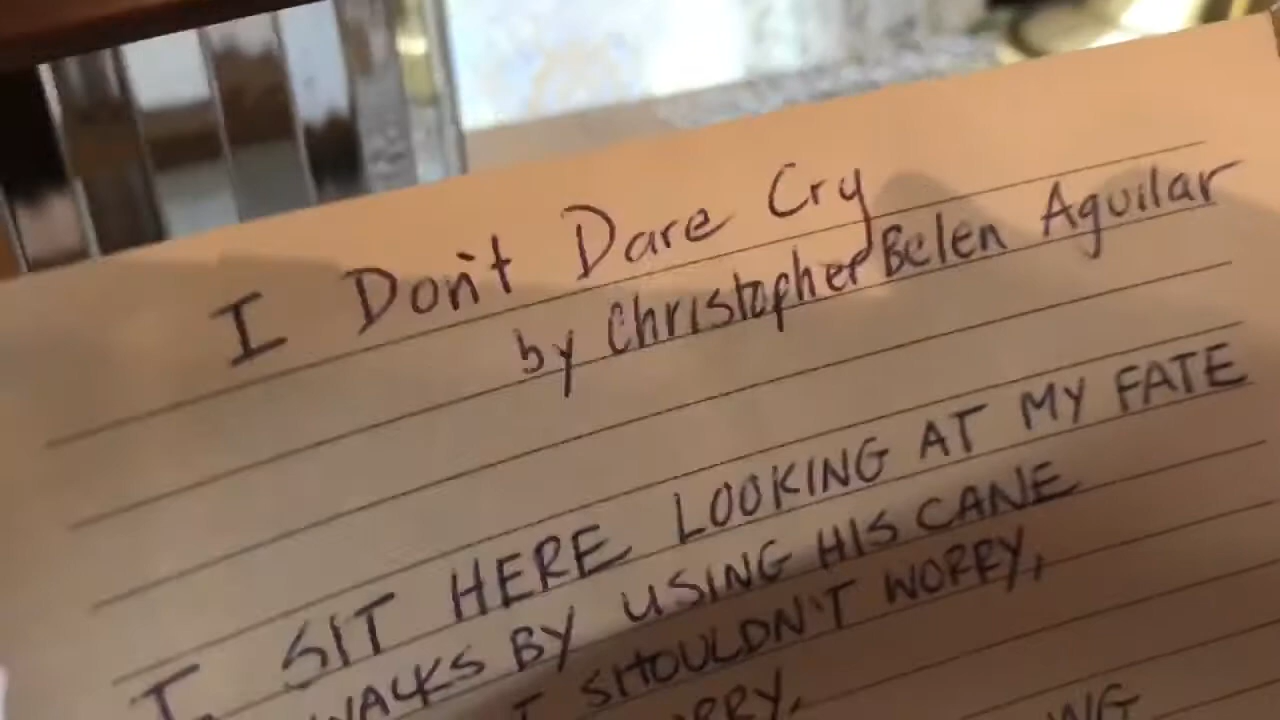 I Don't Dare Cry
by Christopher Belen Aguilar
I SIT HERE LOOKING AT MY FATE
WALKS BY USING HIS CANE
I SHOULDN'T WORRY,